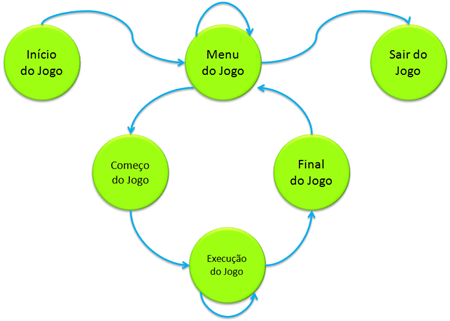 Início
do Jogo
Menu
do Jogo
Sair do
Jogo
Começo
do Jogo
Final
do Jogo
Execução
do Jogo